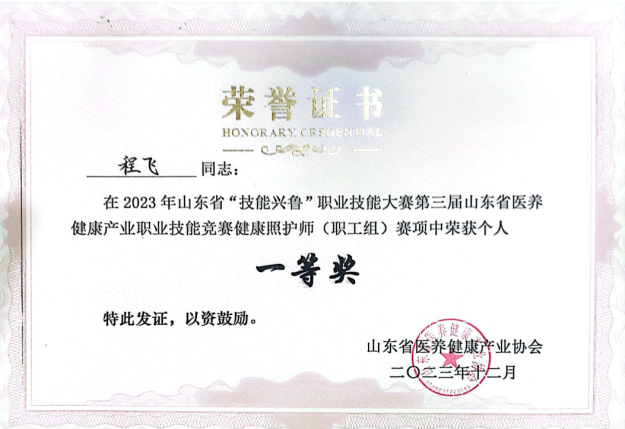 荣誉证书
HONORARY CREDENTIAL
程飞 同志：
在 2023 年山东省“技能兴鲁”职业技能大赛第三届山东省医养
健康产业职业技能竞赛健康照护师（职工组）赛项中荣获个人
一等奖
特此发证，以资鼓励。
山东省医养健康产业协会
二〇二三年十二月